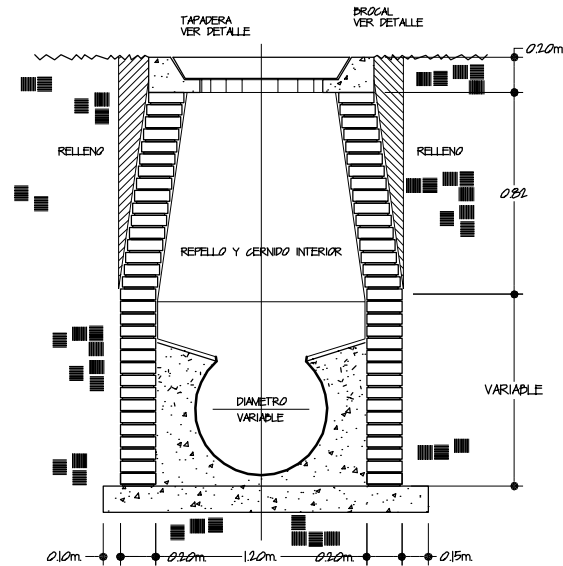 TAPADERA
VER DETALLE
BROCAL
VER DETALLE
0.20m
RELLENO
RELLENO
0.82
REPELLO Y CERNIDO INTERIOR
VARIABLE
DIAMETRO
VARIABLE
0.10m.
0.20m.
1.20m.
0.20m.
0.15m.